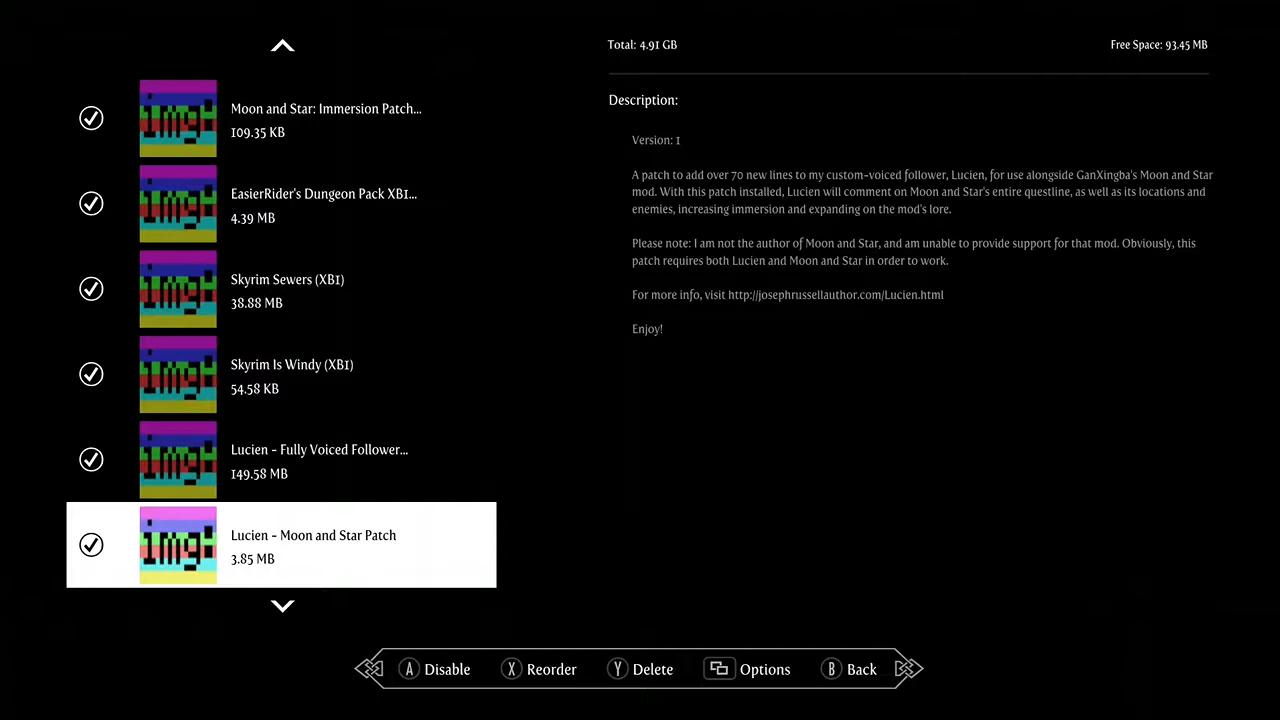 Total: 4.91 GB
Free Space: 93.45 MB
Moon and Star: Immersion Patch...
109.35 KB
EasierRider's Dungeon Pack XB1...
4.39 MB
Skyrim Sewers (XB1)
38.88 MB
Skyrim Is Windy (XB1)
54.58 KB
Lucien - Fully Voiced Follower...
149.58 MB
Lucien - Moon and Star Patch
3.85 MB
img
img
img
img
img
img
Description:
Version: 1
A patch to add over 70 new lines to my custom-voiced follower, Lucien, for use alongside GanXingba's Moon and Star
mod. With this patch installed, Lucien will comment on Moon and Star's entire questline, as well as its locations and
enemies, increasing immersion and expanding on the mod's lore.
Please note: I am not the author of Moon and Star, and am unable to provide support for that mod. Obviously, this
patch requires both Lucien and Moon and Star in order to work.
For more info, visit http://josephrussellauthor.com/Lucien.html
Enjoy!
A Disable X Reorder Y Delete Options B Back